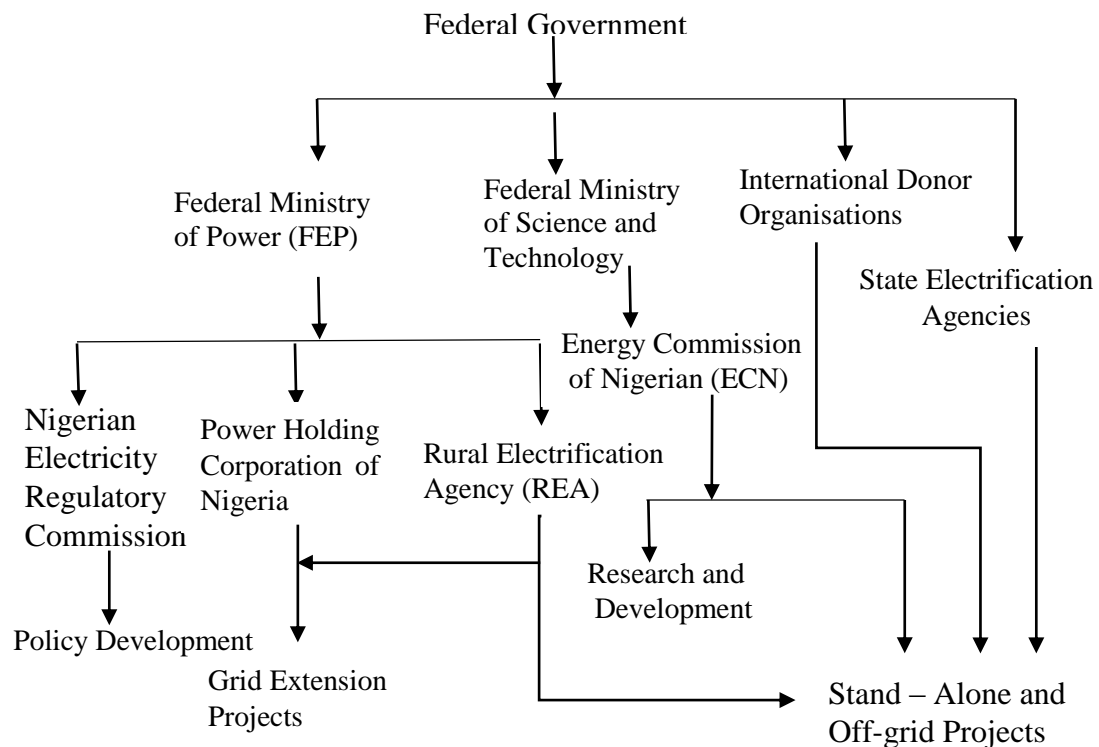 Federal Government
Federal Ministry
of Power (FEP)
Federal Ministry
of Science and
Technology
International Donor
Organisations
State Electrification
Agencies
Energy Commission
of Nigerian (ECN)
Nigerian
Electricity
Regulatory
Commission
Power Holding
Corporation of
Nigeria
Rural Electrification
Agency (REA)
Research and
Development
Policy Development
Grid Extension
Projects
Stand – Alone and
Off-grid Projects